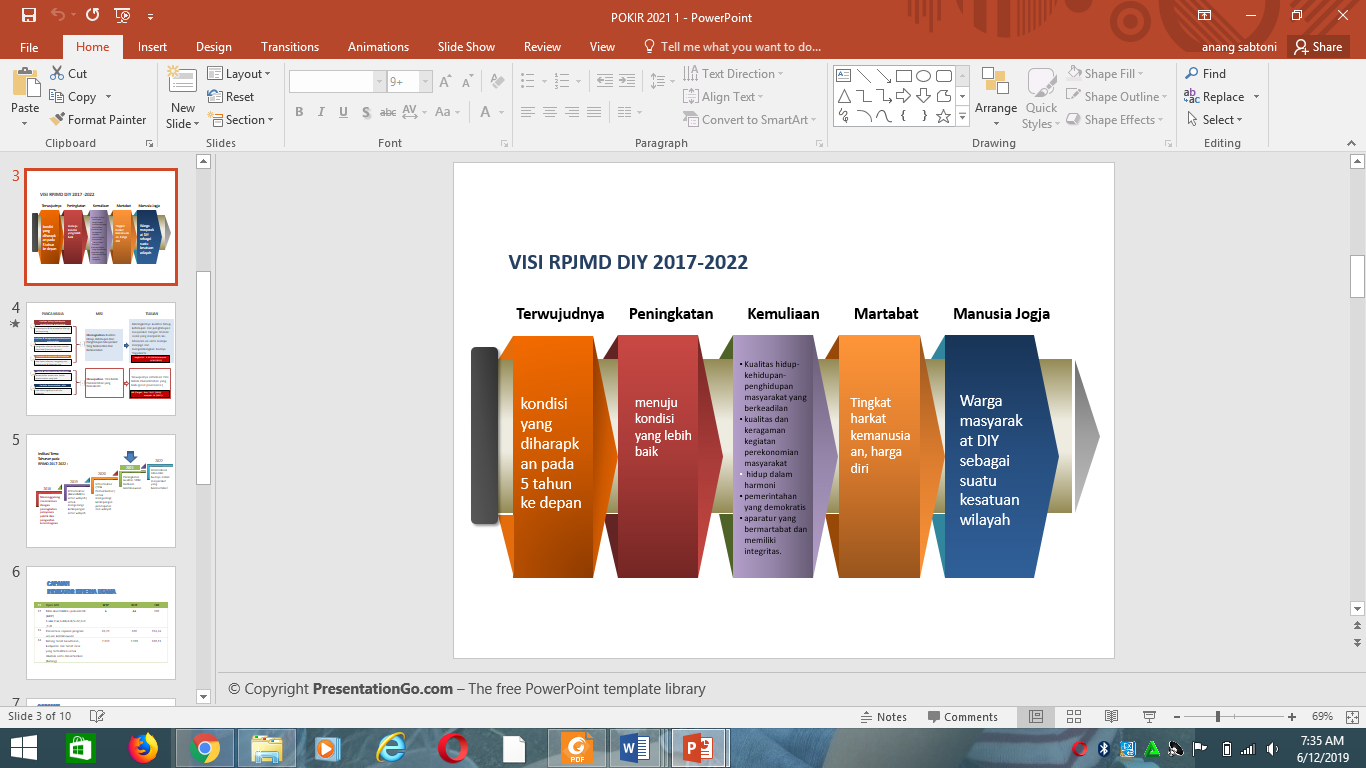 POKIR 2021 1 - PowerPoint
File Home Insert Design Transitions Animations Slide Show Review View Tell me what you want to do... anang sabtoni Share
Paste
Cut
Copy
Format Painter
Clipboard
New Slide
Layout
Reset
Section
Slides
9+
Font
Text Direction
Align Text
Convert to SmartArt
Paragraph
Arrange
Quick Styles
Shape Fill
Shape Outline
Shape Effects
Drawing
Find
Replace
Select
Editing
3
4
5
6
7
VISI RPJMD DIY 2017-2022
Terwujudnya
Peningkatan
Kemuliaan
Martabat
Manusia Jogja
kondisi
yang
diharapk
an pada
5 tahun
ke depan
menuju
kondisi
yang lebih
baik
• Kualitas hidup-
kehidupan-
penghidupan
masyarakat yang
berkeadilan
• kualitas dan
keragaman
kegiatan
perekonomian
masyarakat
• hidup dalam
harmoni
• pemerintahan
yang demokratis
• aparatur yang
bermartabat dan
memiliki
integritas.
Tingkat
harkat
kemanusia
an, harga
diri
Warga
masyarak
at DIY
sebagai
suatu
kesatuan
wilayah
© Copyright PresentationGo.com – The free PowerPoint template library
Slide 3 of 10
Notes
Comments
69%
7:35 AM
6/12/2019